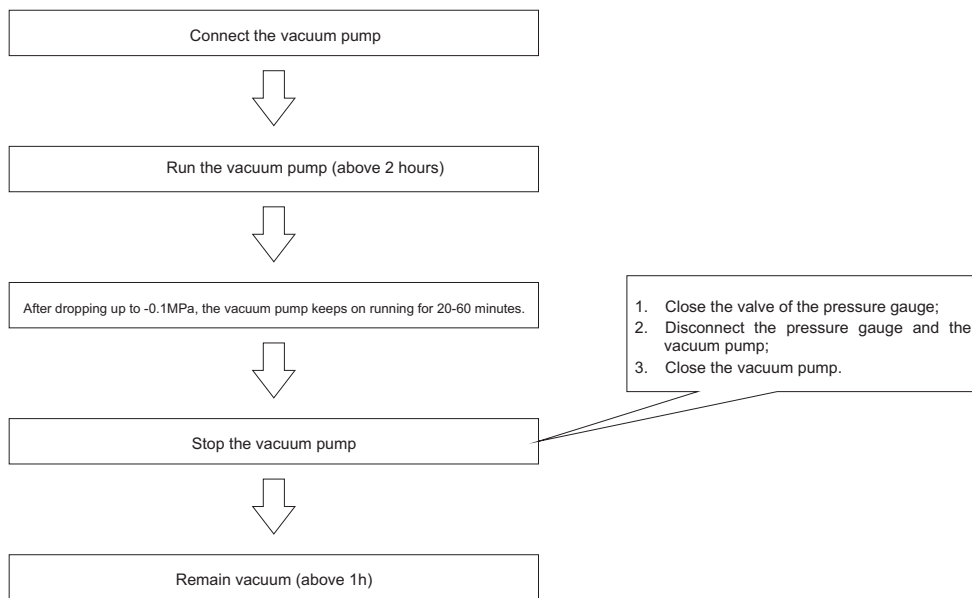 Connect the vacuum pump
Run the vacuum pump (above 2 hours)
After dropping up to -0.1MPa, the vacuum pump keeps on running for 20-60 minutes.
1. Close the valve of the pressure gauge;
2. Disconnect the pressure gauge and the
vacuum pump;
3. Close the vacuum pump.
Stop the vacuum pump
Remain vacuum (above 1h)